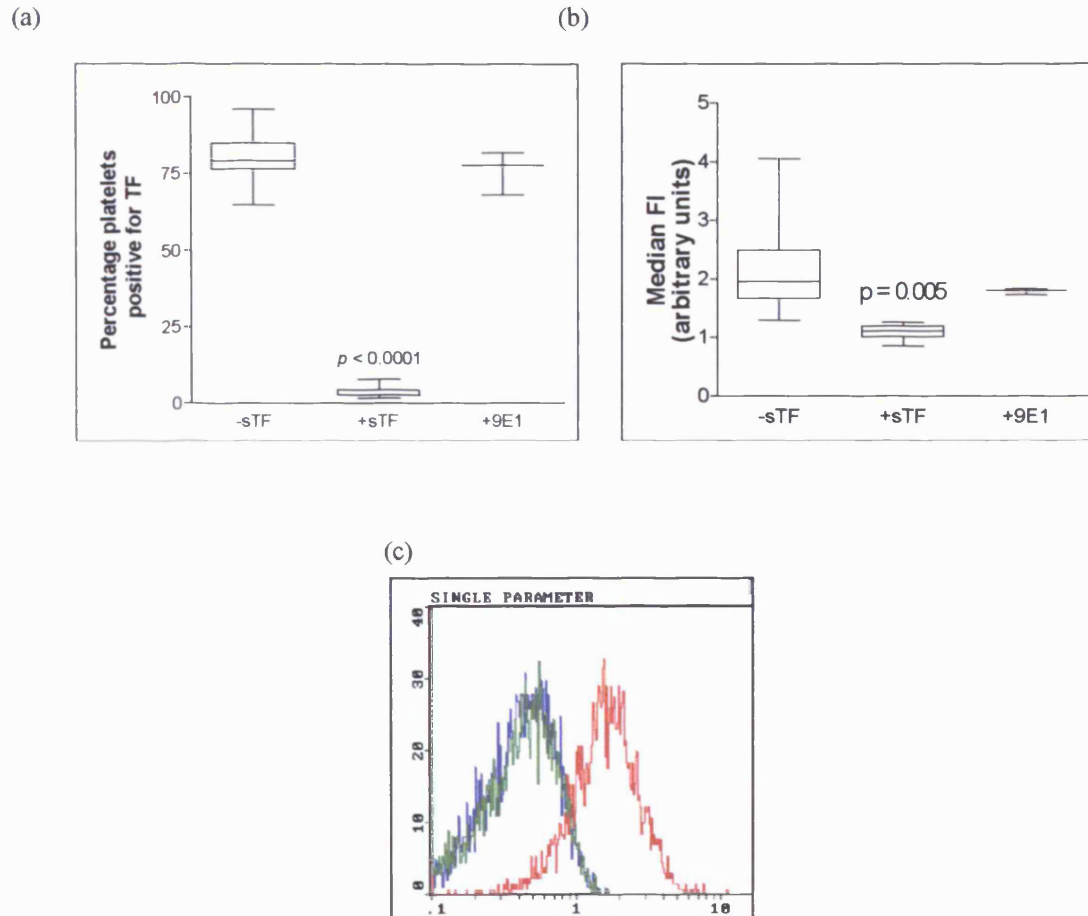 (a)
(b)
Percentage platelets
positive for TF
100
75
50
25
0
p < 0.0001
-sTF
+sTF
+9E1
Median FI
(arbitrary units)
5
4
3
2
1
0
p = 0.005
-sTF
+sTF
+9E1
(c)
SINGLE PARAMETER
40
30
20
10
0
.1
1
10